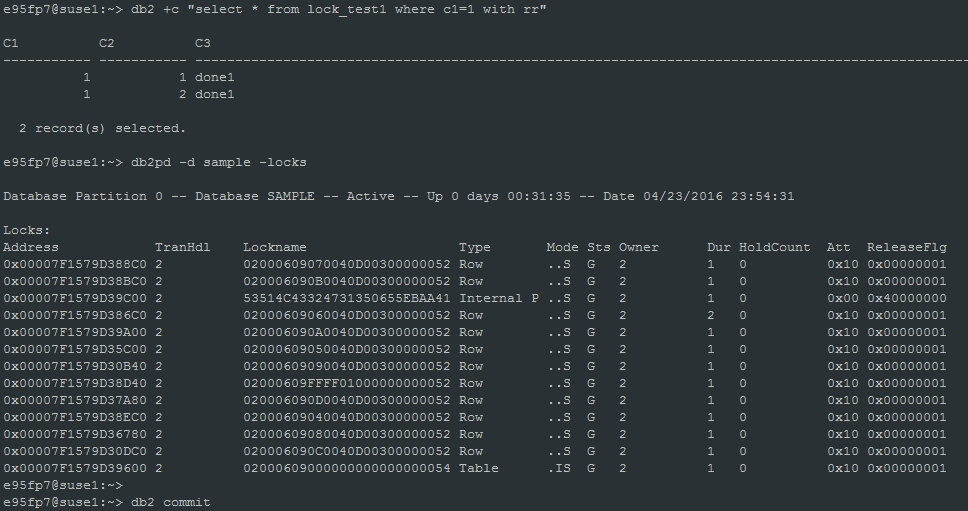 e95fp7@suse1:~> db2 +c "select * from lock_test1 where c1=1 with rr"
C1 C2 C3
----------- ----------- ----------------------------------------------------------------------------------------------------
1 1 done1
1 2 done1
2 record(s) selected.
e95fp7@suse1:~> db2pd -d sample -locks
Database Partition 0 -- Database SAMPLE -- Active -- Up 0 days 00:31:35 -- Date 04/23/2016 23:54:31
Locks:
Address TranHdl Lockname Type Mode Sts Owner Dur HoldCount Att ReleaseFlg
0x00007F1579D388C0 2 02000609070040D00300000052 Row ..S G 2 1 0 0x10 0x00000001
0x00007F1579D38BC0 2 020006090B0040D00300000052 Row ..S G 2 1 0 0x10 0x00000001
0x00007F1579D39C00 2 53514C43324731350655EBAA41 Internal P ..S G 2 1 0 0x00 0x40000000
0x00007F1579D386C0 2 02000609060040D00300000052 Row ..S G 2 2 0 0x10 0x00000001
0x00007F1579D39A00 2 020006090A0040D00300000052 Row ..S G 2 1 0 0x10 0x00000001
0x00007F1579D35C00 2 02000609050040D00300000052 Row ..S G 2 1 0 0x10 0x00000001
0x00007F1579D30B40 2 02000609090040D00300000052 Row ..S G 2 1 0 0x10 0x00000001
0x00007F1579D38D40 2 02000609FFFF01000000000052 Row ..S G 2 1 0 0x10 0x00000001
0x00007F1579D37A80 2 020006090D0040D00300000052 Row ..S G 2 1 0 0x10 0x00000001
0x00007F1579D38EC0 2 02000609040040D00300000052 Row ..S G 2 1 0 0x10 0x00000001
0x00007F1579D36780 2 02000609080040D00300000052 Row ..S G 2 1 0 0x10 0x00000001
0x00007F1579D30DC0 2 020006090C0040D00300000052 Row ..S G 2 1 0 0x10 0x00000001
0x00007F1579D39600 2 02000609000000000000000054 Table .IS G 2 1 0 0x10 0x00000001
e95fp7@suse1:~>
e95fp7@suse1:~> db2 commit